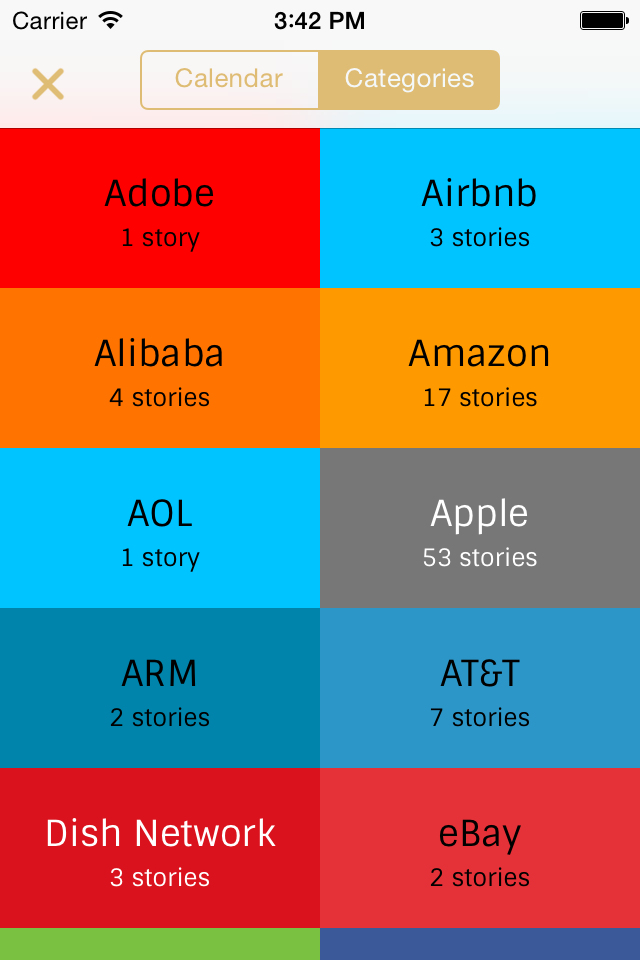 Carrier 3:42 PM
Calendar Categories
Adobe
1 story
Airbnb
3 stories
Alibaba
4 stories
Amazon
17 stories
AOL
1 story
Apple
53 stories
ARM
2 stories
AT&T
7 stories
Dish Network
3 stories
eBay
2 stories